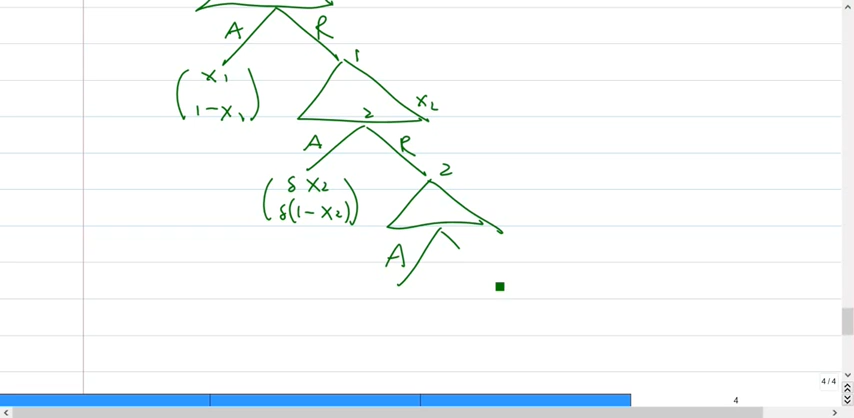 A R
1
x₁
1-x₁
x₂
2
A R
2
δ x₂
δ(1-x₂)
A
4/4
4